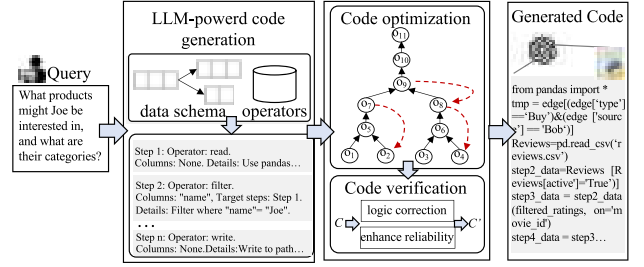 Query
What products
might Joe be
interested in,
and what are
their categories?
LLM-powerd code
generation
data schema
operators
Step 1: Operator: read.
Columns: None. Details: Use pandas…
Step 2: Operator: filter.
Columns: "name", Target steps: Step 1.
Details: Filter where "name"= "Joe".
...
Step n: Operator: write.
Columns: None.Details:Write to path…
Code optimization
o11
o10
o9
o7 o8
o5 o6
o1 o2 o3 o4
Code verification
C
logic correction
enhance reliability
C'
Generated Code
from pandas import *
tmp = edge[(edge['type']
=='Buy')&(edge ['sourc
e'] == 'Bob')]
Reviews=pd.read_csv('r
eviews.csv')
step2_data=Reviews [Re
views[active']='True')]
step3_data = step2_data
(filtered_ratings, on='m
ovie_id')
step4_data = step3…